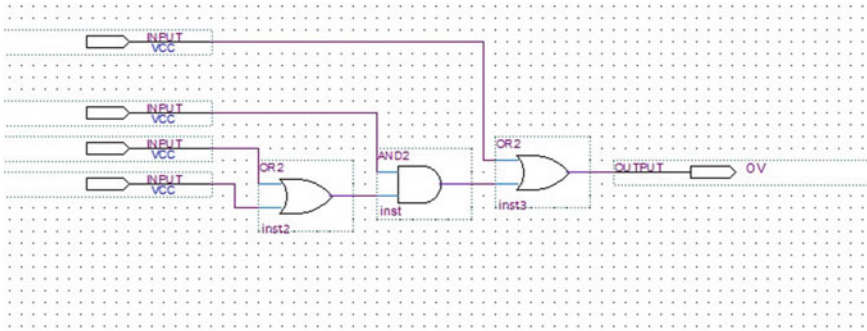 INPUT
VCC
INPUT
VCC
INPUT
VCC
INPUT
VCC
OR2
inst2
AND2
inst
OR2
inst3
OUTPUT
OV